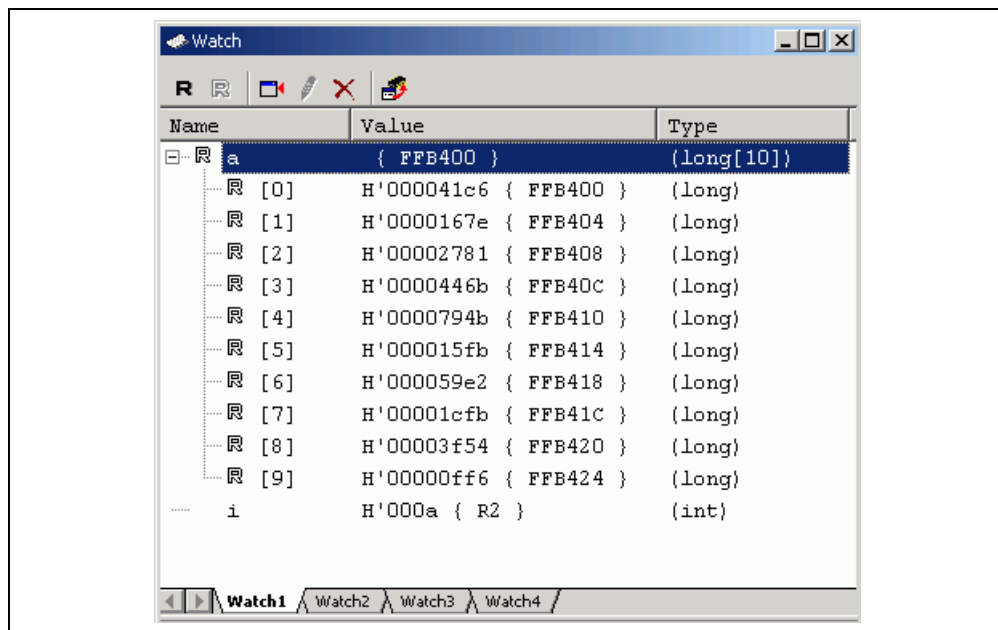 Watch
R R
Name Value Type
R a { FFB400 } (long[10])
R [0] H'000041c6 { FFB400 } (long)
R [1] H'0000167e { FFB404 } (long)
R [2] H'00002781 { FFB408 } (long)
R [3] H'0000446b { FFB40C } (long)
R [4] H'0000794b { FFB410 } (long)
R [5] H'000015fb { FFB414 } (long)
R [6] H'000059e2 { FFB418 } (long)
R [7] H'00001cfb { FFB41C } (long)
R [8] H'00003f54 { FFB420 } (long)
R [9] H'00000ff6 { FFB424 } (long)
i H'000a { R2 } (int)
Watch1 Watch2 Watch3 Watch4